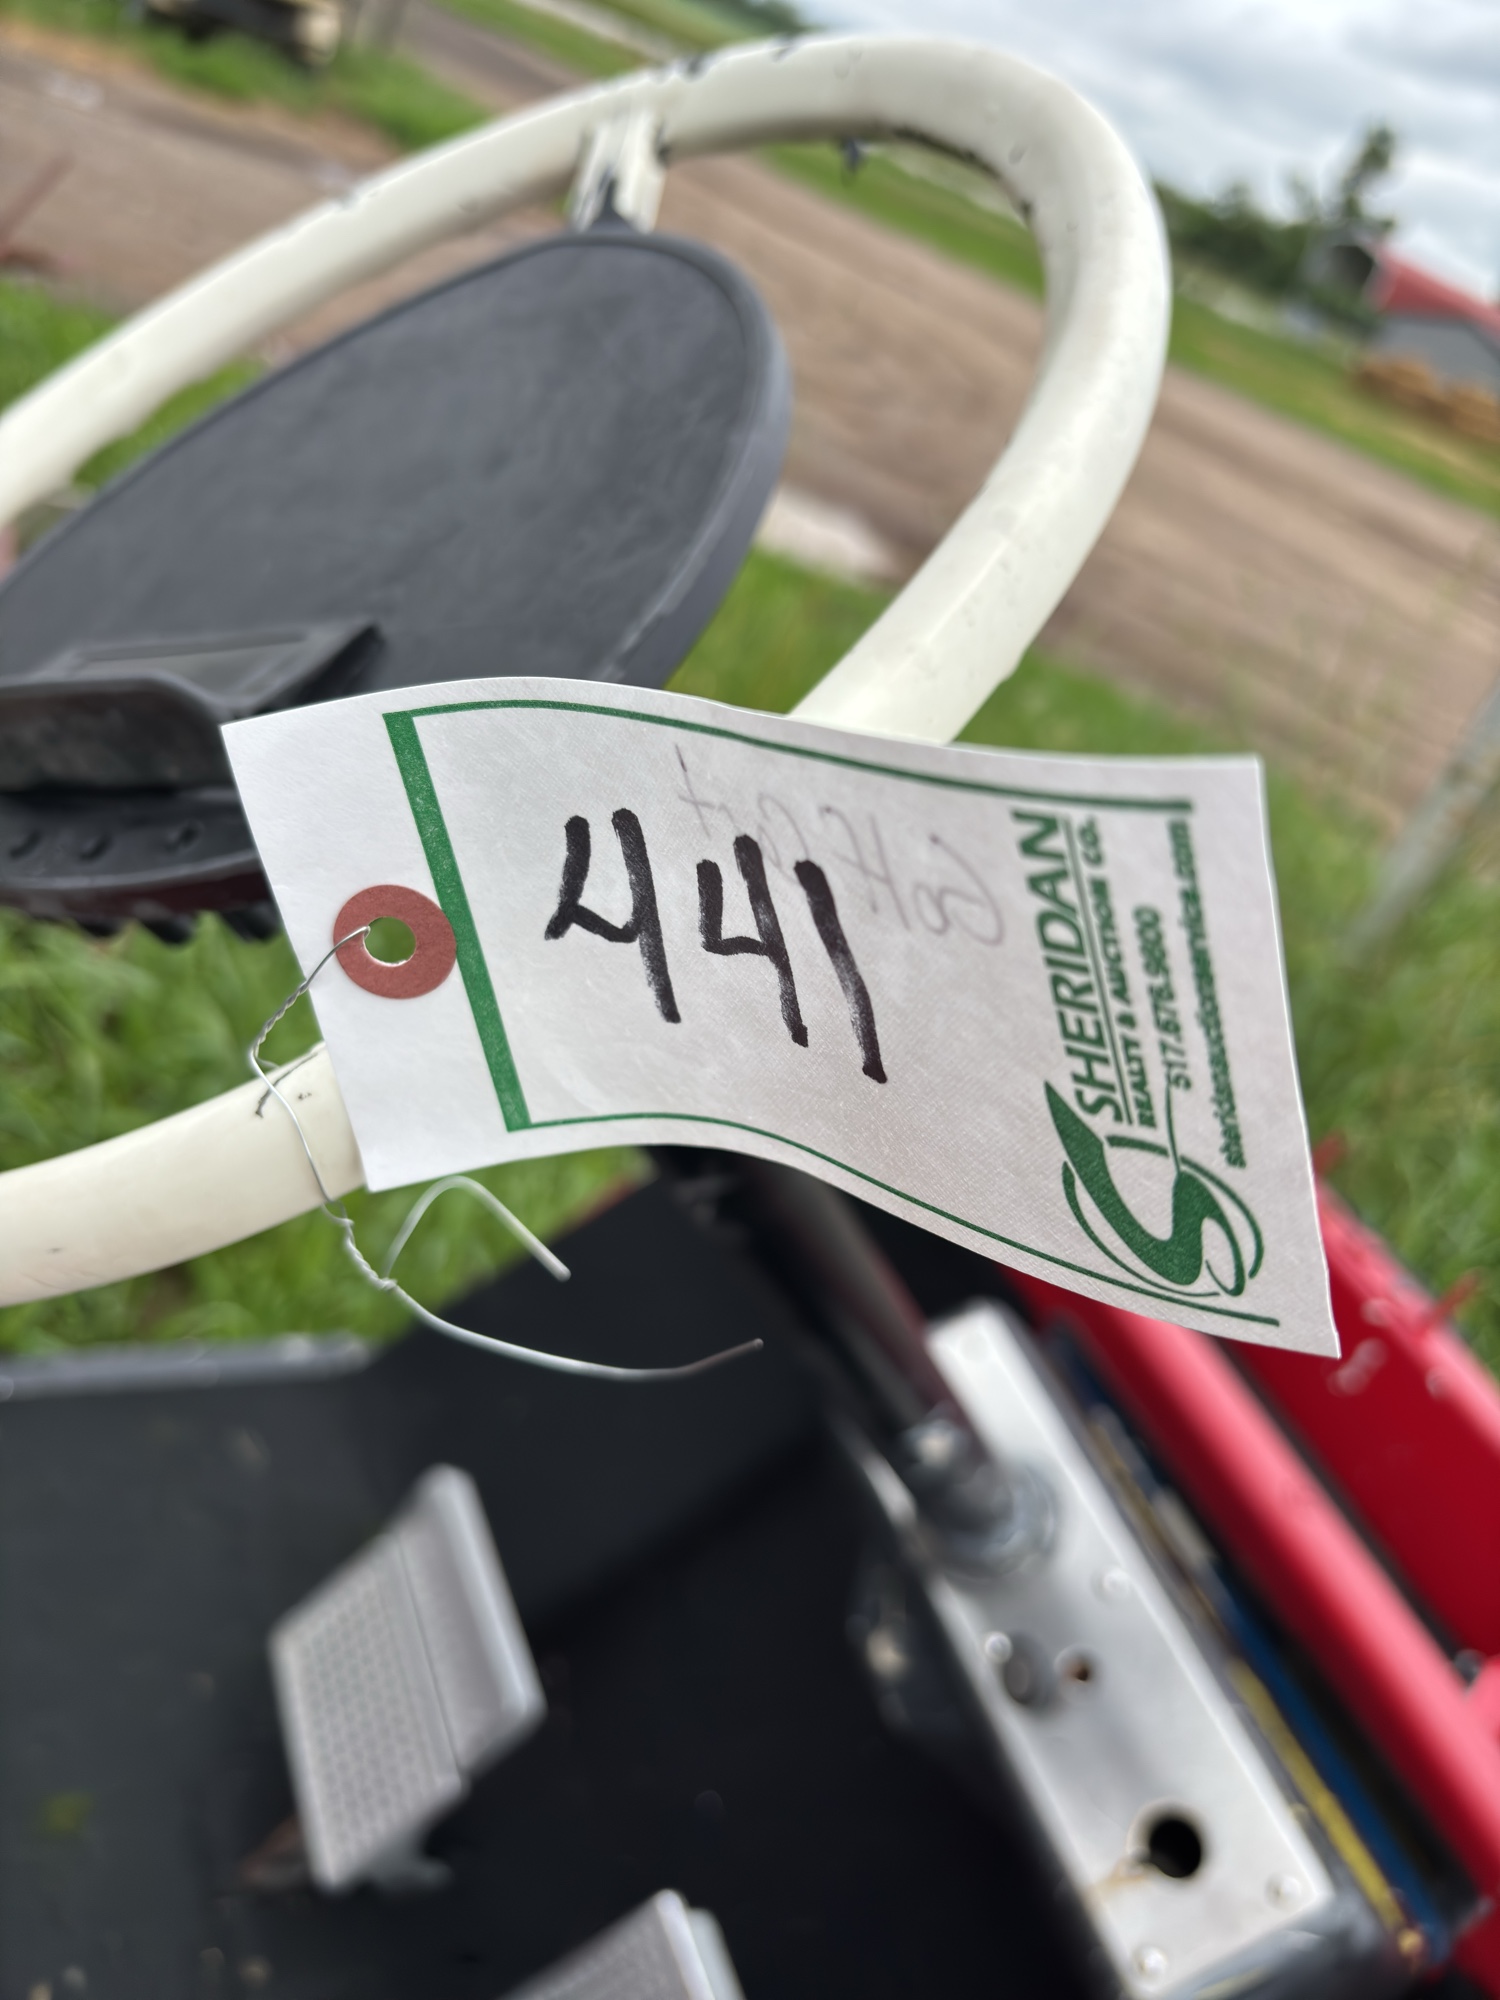 441
SHERIDAN
REALTY & AUCTION CO.
517.676.9800
sheridanauctionservice.com